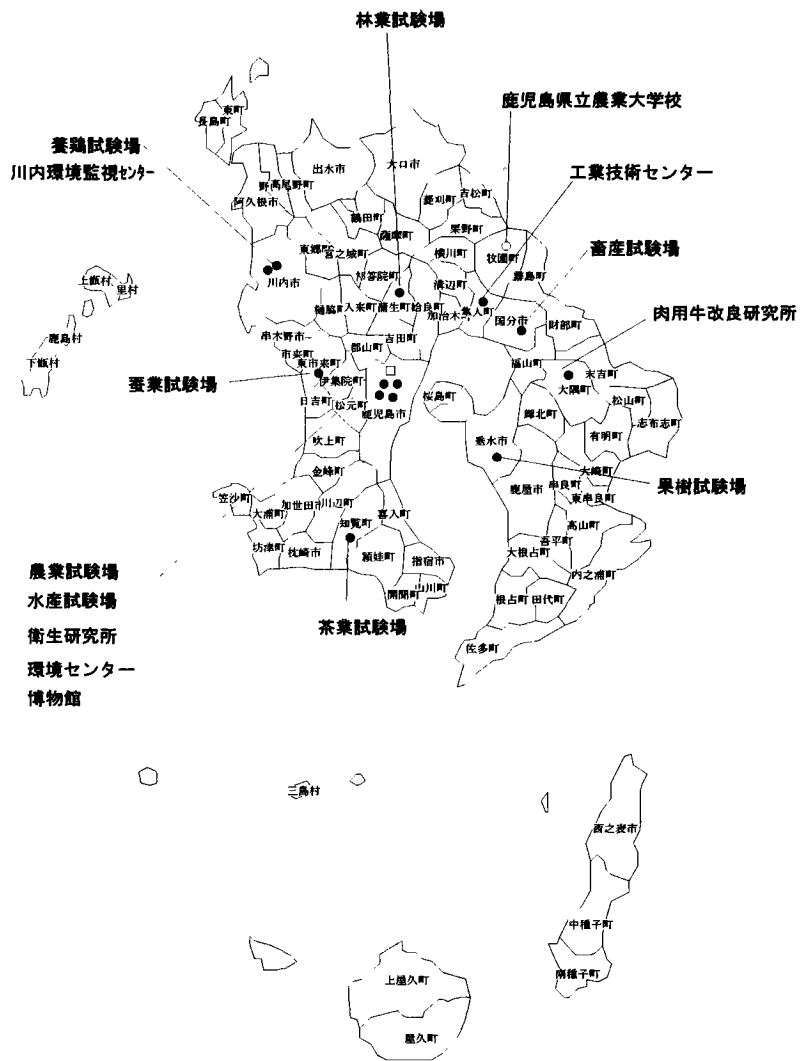 林業試験場
鹿児島県立農業大学校
養鶏試験場
川内環境監視センター
工業技術センター
畜産試験場
肉用牛改良研究所
蚕業試験場
果樹試験場
茶業試験場
農業試験場
水産試験場
衛生研究所
環境センター
博物館
東町
長島町
出水市
大口市
高尾野町
阿久根市
菱刈町
吉松町
鶴田町
薩摩町
栗野町
東郷町
宮之城町
横川町
牧園町
霧島町
上甑村
里村
川内市
祁答院町
溝辺町
樋脇町
入来町
蒲生町
姶良町
加治木
隼人町
国分市
財部町
鹿島村
下甑村
串木野市
市来町
郡山町
吉田町
東市来町
伊集院町
福山町
末吉町
大隅町
松山町
日吉町
松元町
鹿児島市
桜島町
輝北町
志布志町
有明町
吹上町
垂水市
金峰町
大崎町
鹿屋市
串良町
東串良町
笠沙町
大浦町
加世田市
川辺町
喜入町
知覧町
高山町
吾平町
坊津町
枕崎市
頴娃町
指宿市
大根占町
内之浦町
開聞町
山川町
根占町
田代町
佐多町
三島村
西之表市
中種子町
南種子町
上屋久町
屋久町